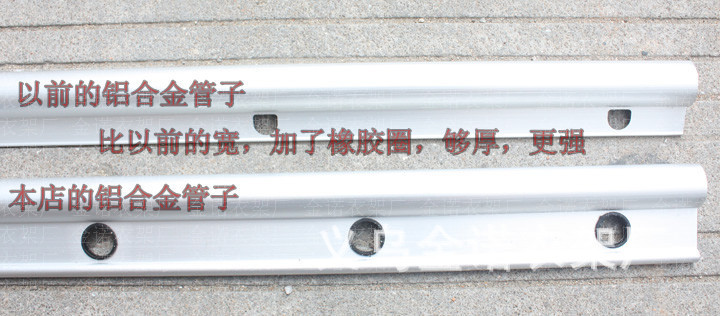 以前的铝合金管子
比以前的宽，加了橡胶圈，够厚，更强
本店的铝合金管子